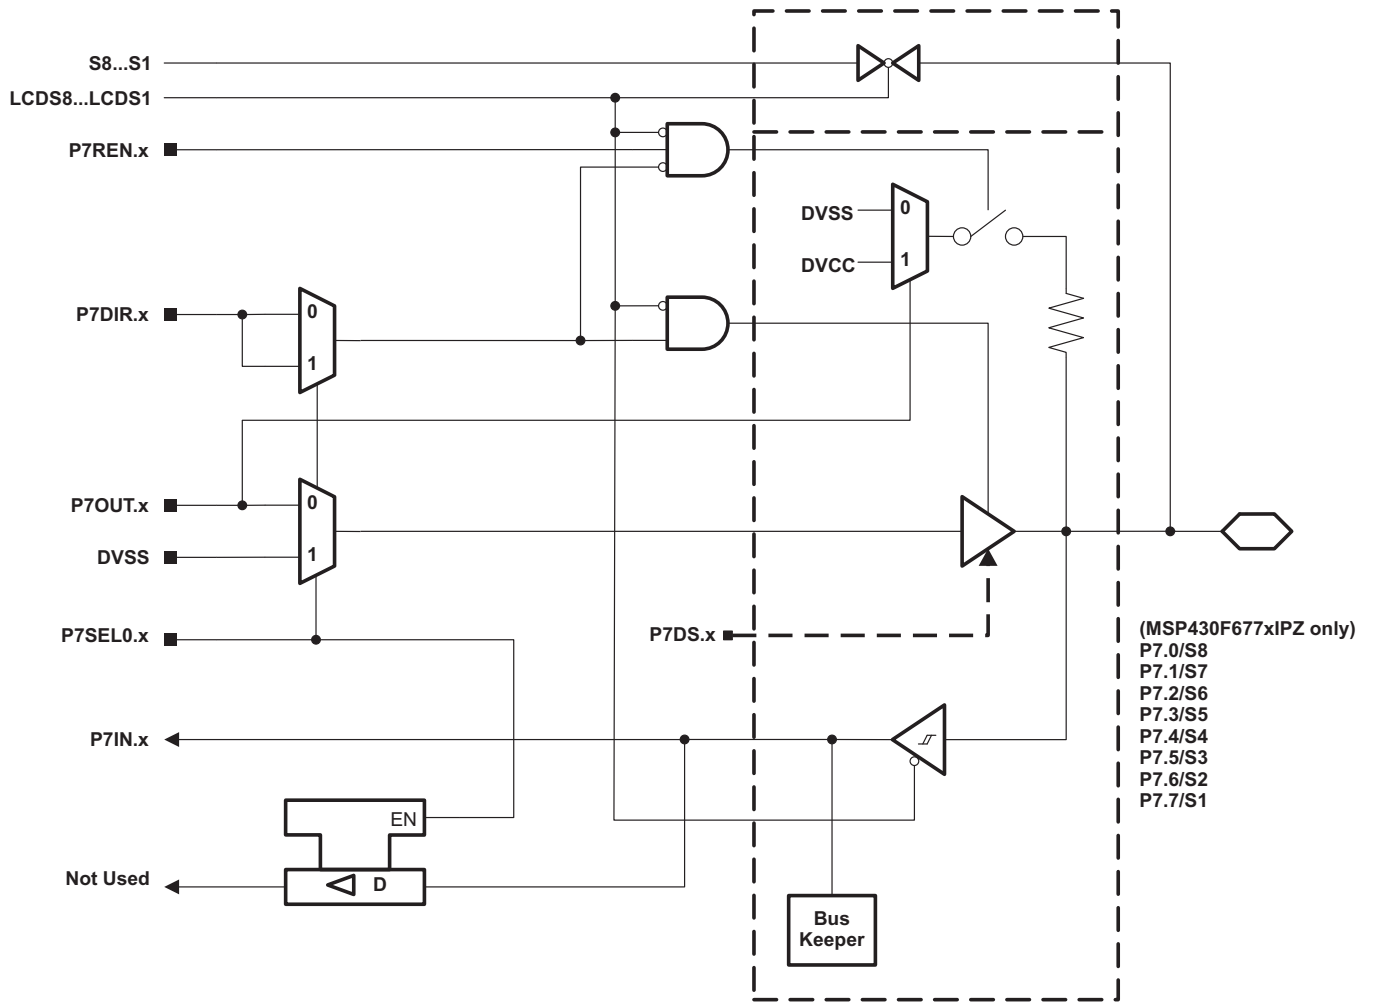 S8...S1
LCDS8...LCDS1
P7REN.x
DVSS
0
DVCC
1
P7DIR.x
0
1
P7OUT.x
0
DVSS
1
P7SEL0.x
P7DS.x
(MSP430F677xIPZ only)
P7.0/S8
P7.1/S7
P7.2/S6
P7.3/S5
P7.4/S4
P7.5/S3
P7.6/S2
P7.7/S1
P7IN.x
EN
Not Used
D
Bus
Keeper